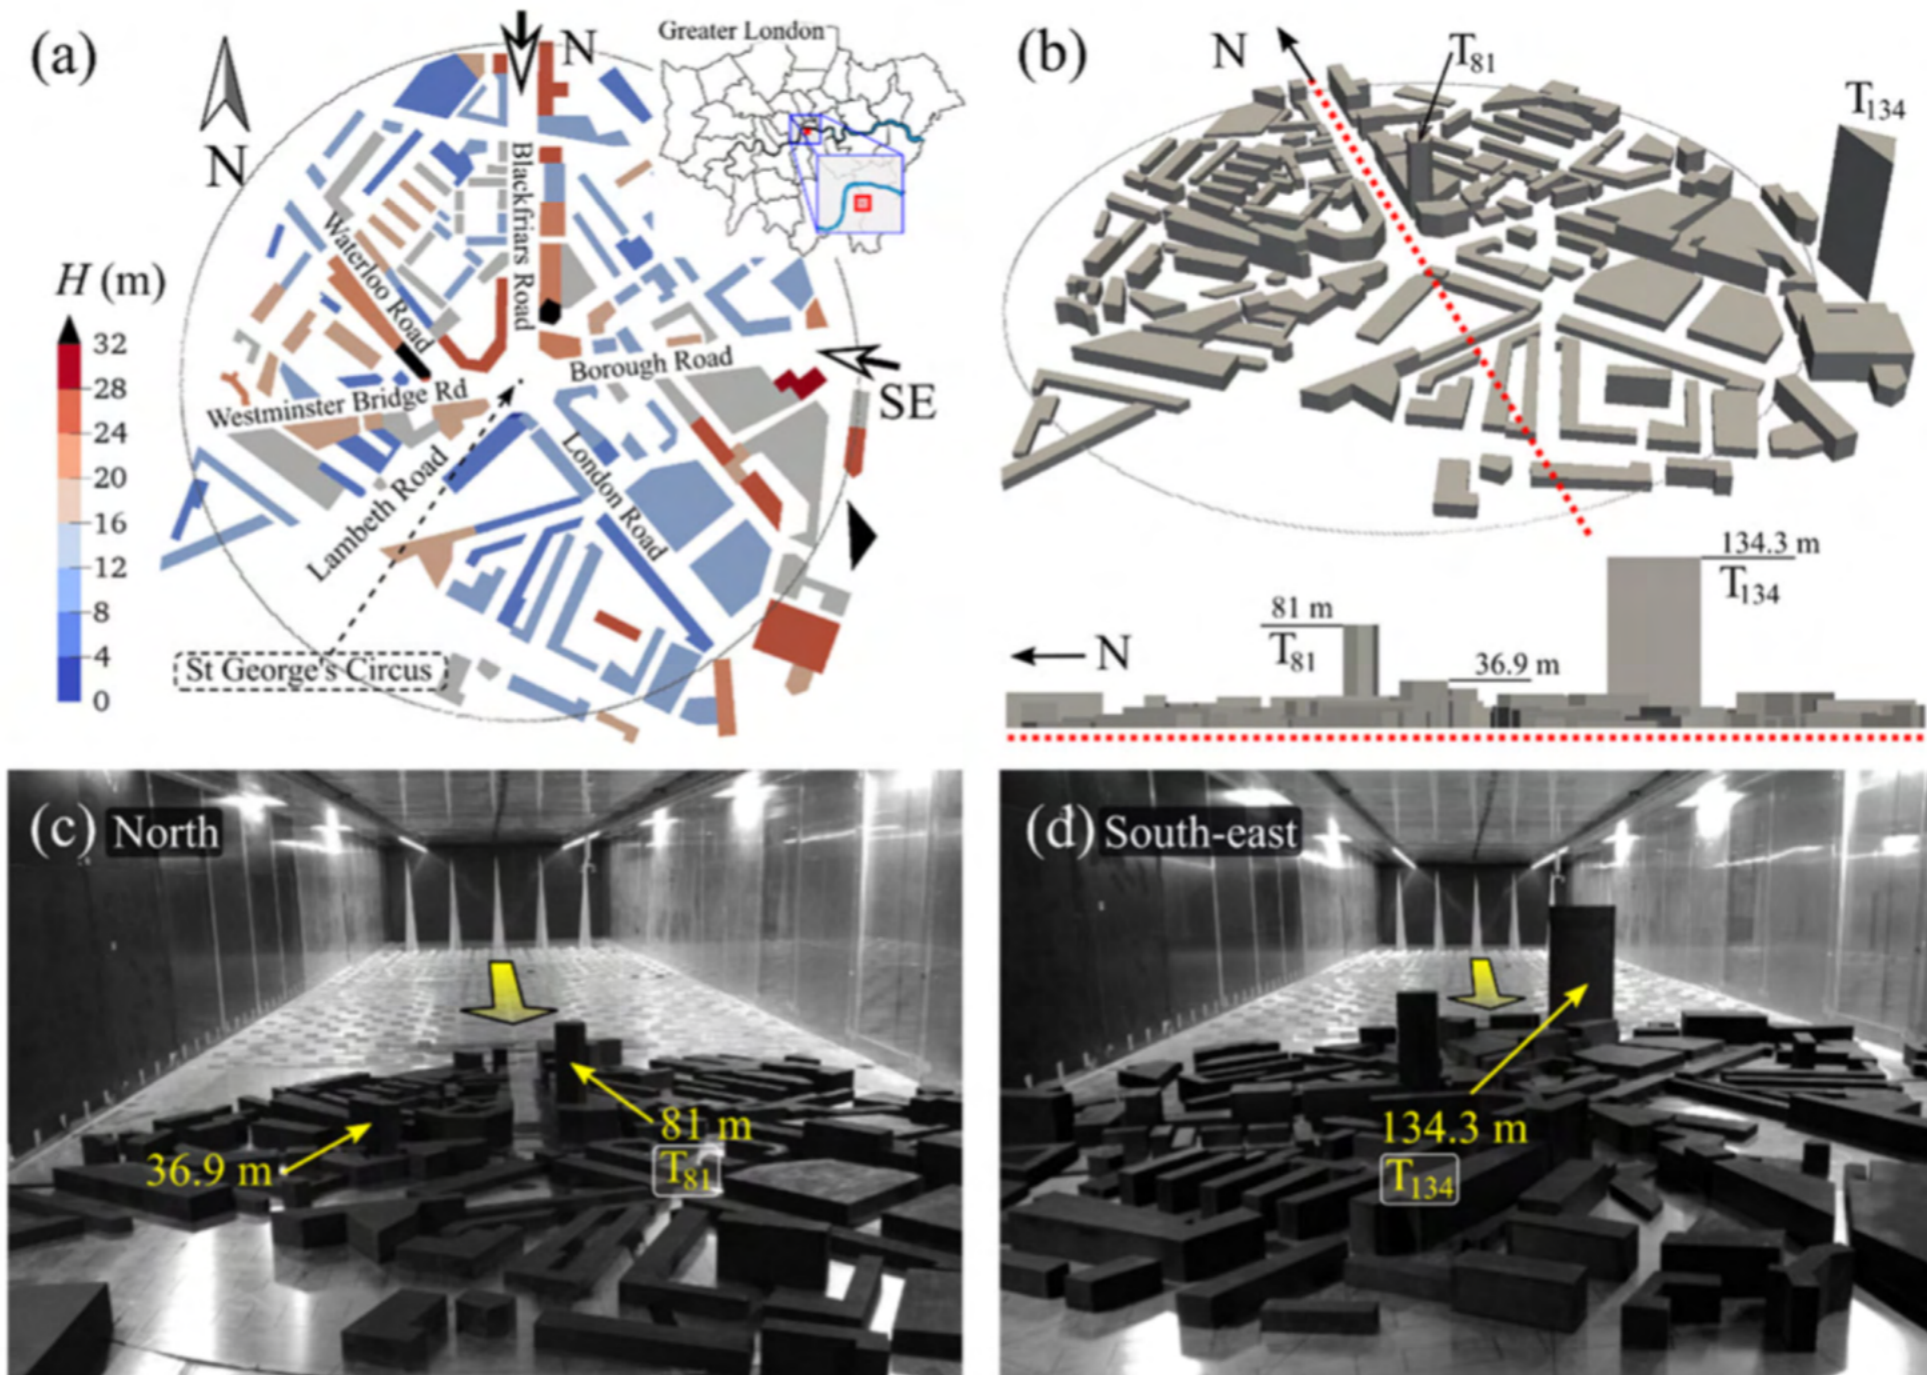 (a)
N
N
Greater London
H (m)
32
28
24
20
16
12
8
4
0
Blackfriars Road
Waterloo Road
Borough Road
Westminster Bridge Rd
SE
London Road
Lambeth Road
St George's Circus
(b)
N
T81
T134
134.3 m
T134
81 m
T81
N
36.9 m
(c) North
81 m
T81
36.9 m
(d) South-east
134.3 m
T134